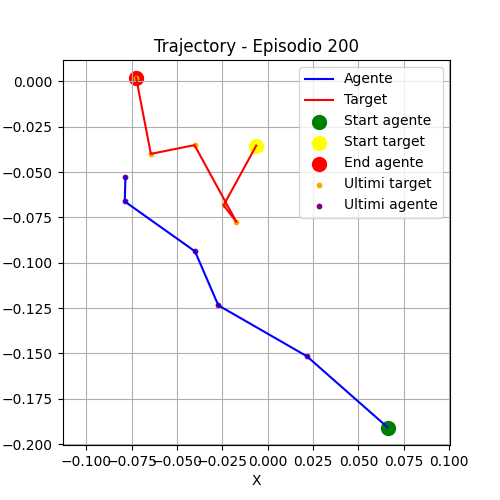 Trajectory - Episodio 200
Agente
Target
Start agente
Start target
End agente
Ultimi target
Ultimi agente
0.000
−0.025
−0.050
−0.075
−0.100
−0.125
−0.150
−0.175
−0.200
−0.100−0.075−0.050−0.025 0.000 0.025 0.050 0.075 0.100
X